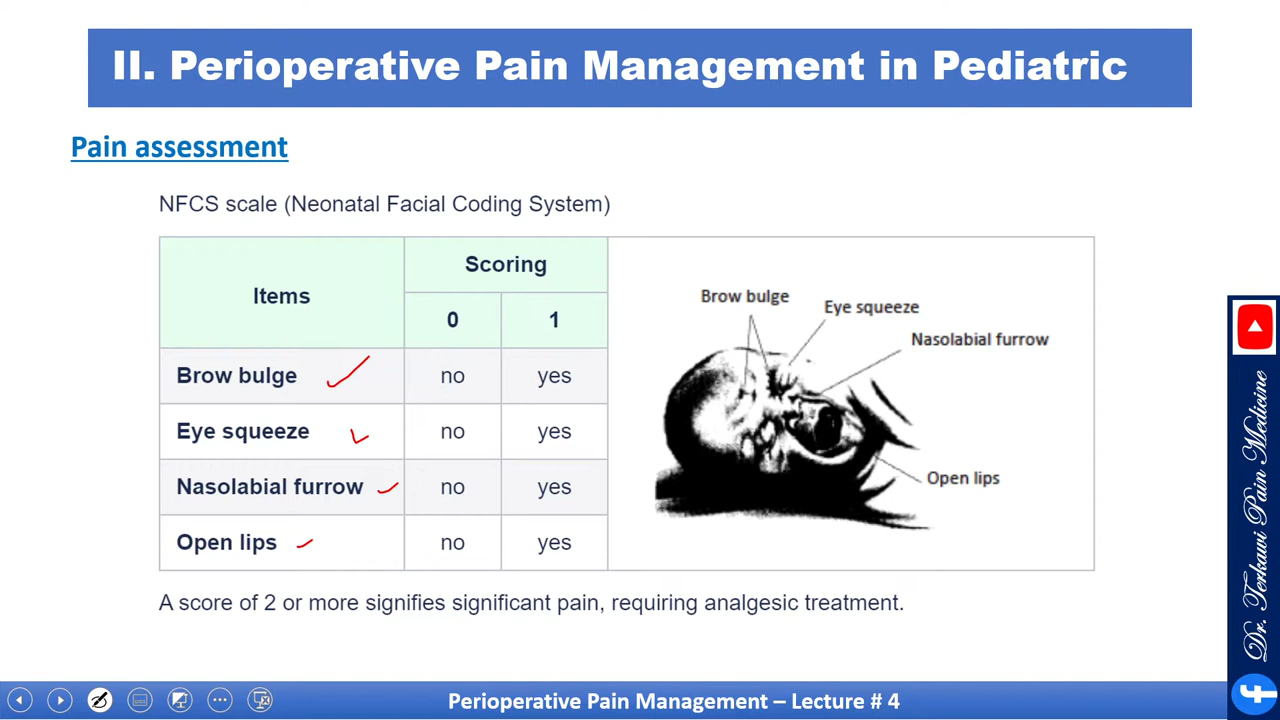 II. Perioperative Pain Management in Pediatric
Pain assessment
NFCS scale (Neonatal Facial Coding System)
Items
Scoring
0 1
Brow bulge no yes
Eye squeeze no yes
Nasolabial furrow no yes
Open lips no yes
Brow bulge
Eye squeeze
Nasolabial furrow
Open lips
A score of 2 or more signifies significant pain, requiring analgesic treatment.
Perioperative Pain Management – Lecture # 4
Dr. Terkawi Pain Medicine